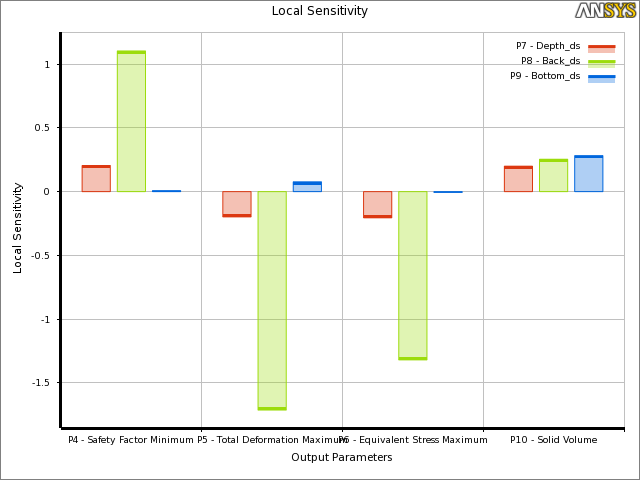 Local Sensitivity
ANSYS
P7 - Depth_ds
P8 - Back_ds
P9 - Bottom_ds
1
0.5
0
-0.5
-1
-1.5
Local Sensitivity
P4 - Safety Factor Minimum
P5 - Total Deformation Maximum
P6 - Equivalent Stress Maximum
P10 - Solid Volume
Output Parameters